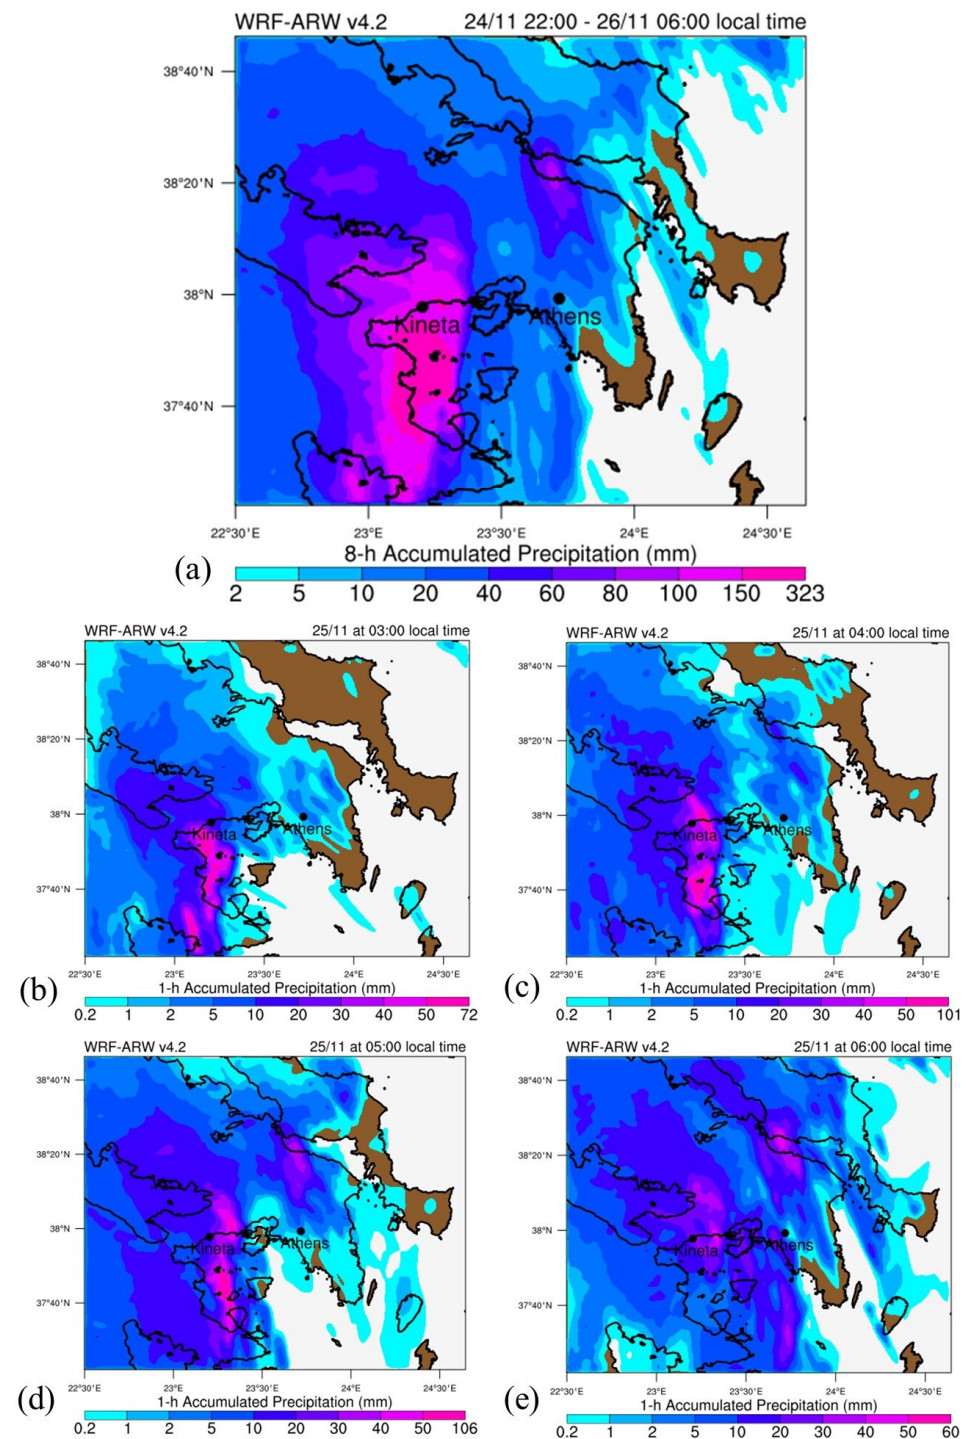 WRF-ARW v4.2 24/11 22:00 - 26/11 06:00 local time
38°40'N
38°20'N
38°N
37°40'N
Kineta
Athens
22°30'E 23°E 23°30'E 24°E 24°30'E
8-h Accumulated Precipitation (mm)
(a)
2 5 10 20 40 60 80 100 150 323
WRF-ARW v4.2 25/11 at 03:00 local time
38°40'N
38°20'N
38°N
37°40'N
Kineta
Athens
22°30'E 23°E 23°30'E 24°E 24°30'E
1-h Accumulated Precipitation (mm)
(b)
0.2 1 2 5 10 20 30 40 50 72
WRF-ARW v4.2 25/11 at 04:00 local time
38°40'N
38°20'N
38°N
37°40'N
Kineta
Athens
22°30'E 23°E 23°30'E 24°E 24°30'E
1-h Accumulated Precipitation (mm)
(c)
0.2 1 2 5 10 20 30 40 50 101
WRF-ARW v4.2 25/11 at 05:00 local time
38°40'N
38°20'N
38°N
37°40'N
Kineta
Athens
22°30'E 23°E 23°30'E 24°E 24°30'E
1-h Accumulated Precipitation (mm)
(d)
0.2 1 2 5 10 20 30 40 50 106
WRF-ARW v4.2 25/11 at 06:00 local time
38°40'N
38°20'N
38°N
37°40'N
Kineta
Athens
22°30'E 23°E 23°30'E 24°E 24°30'E
1-h Accumulated Precipitation (mm)
(e)
0.2 1 2 5 10 20 30 40 50 60